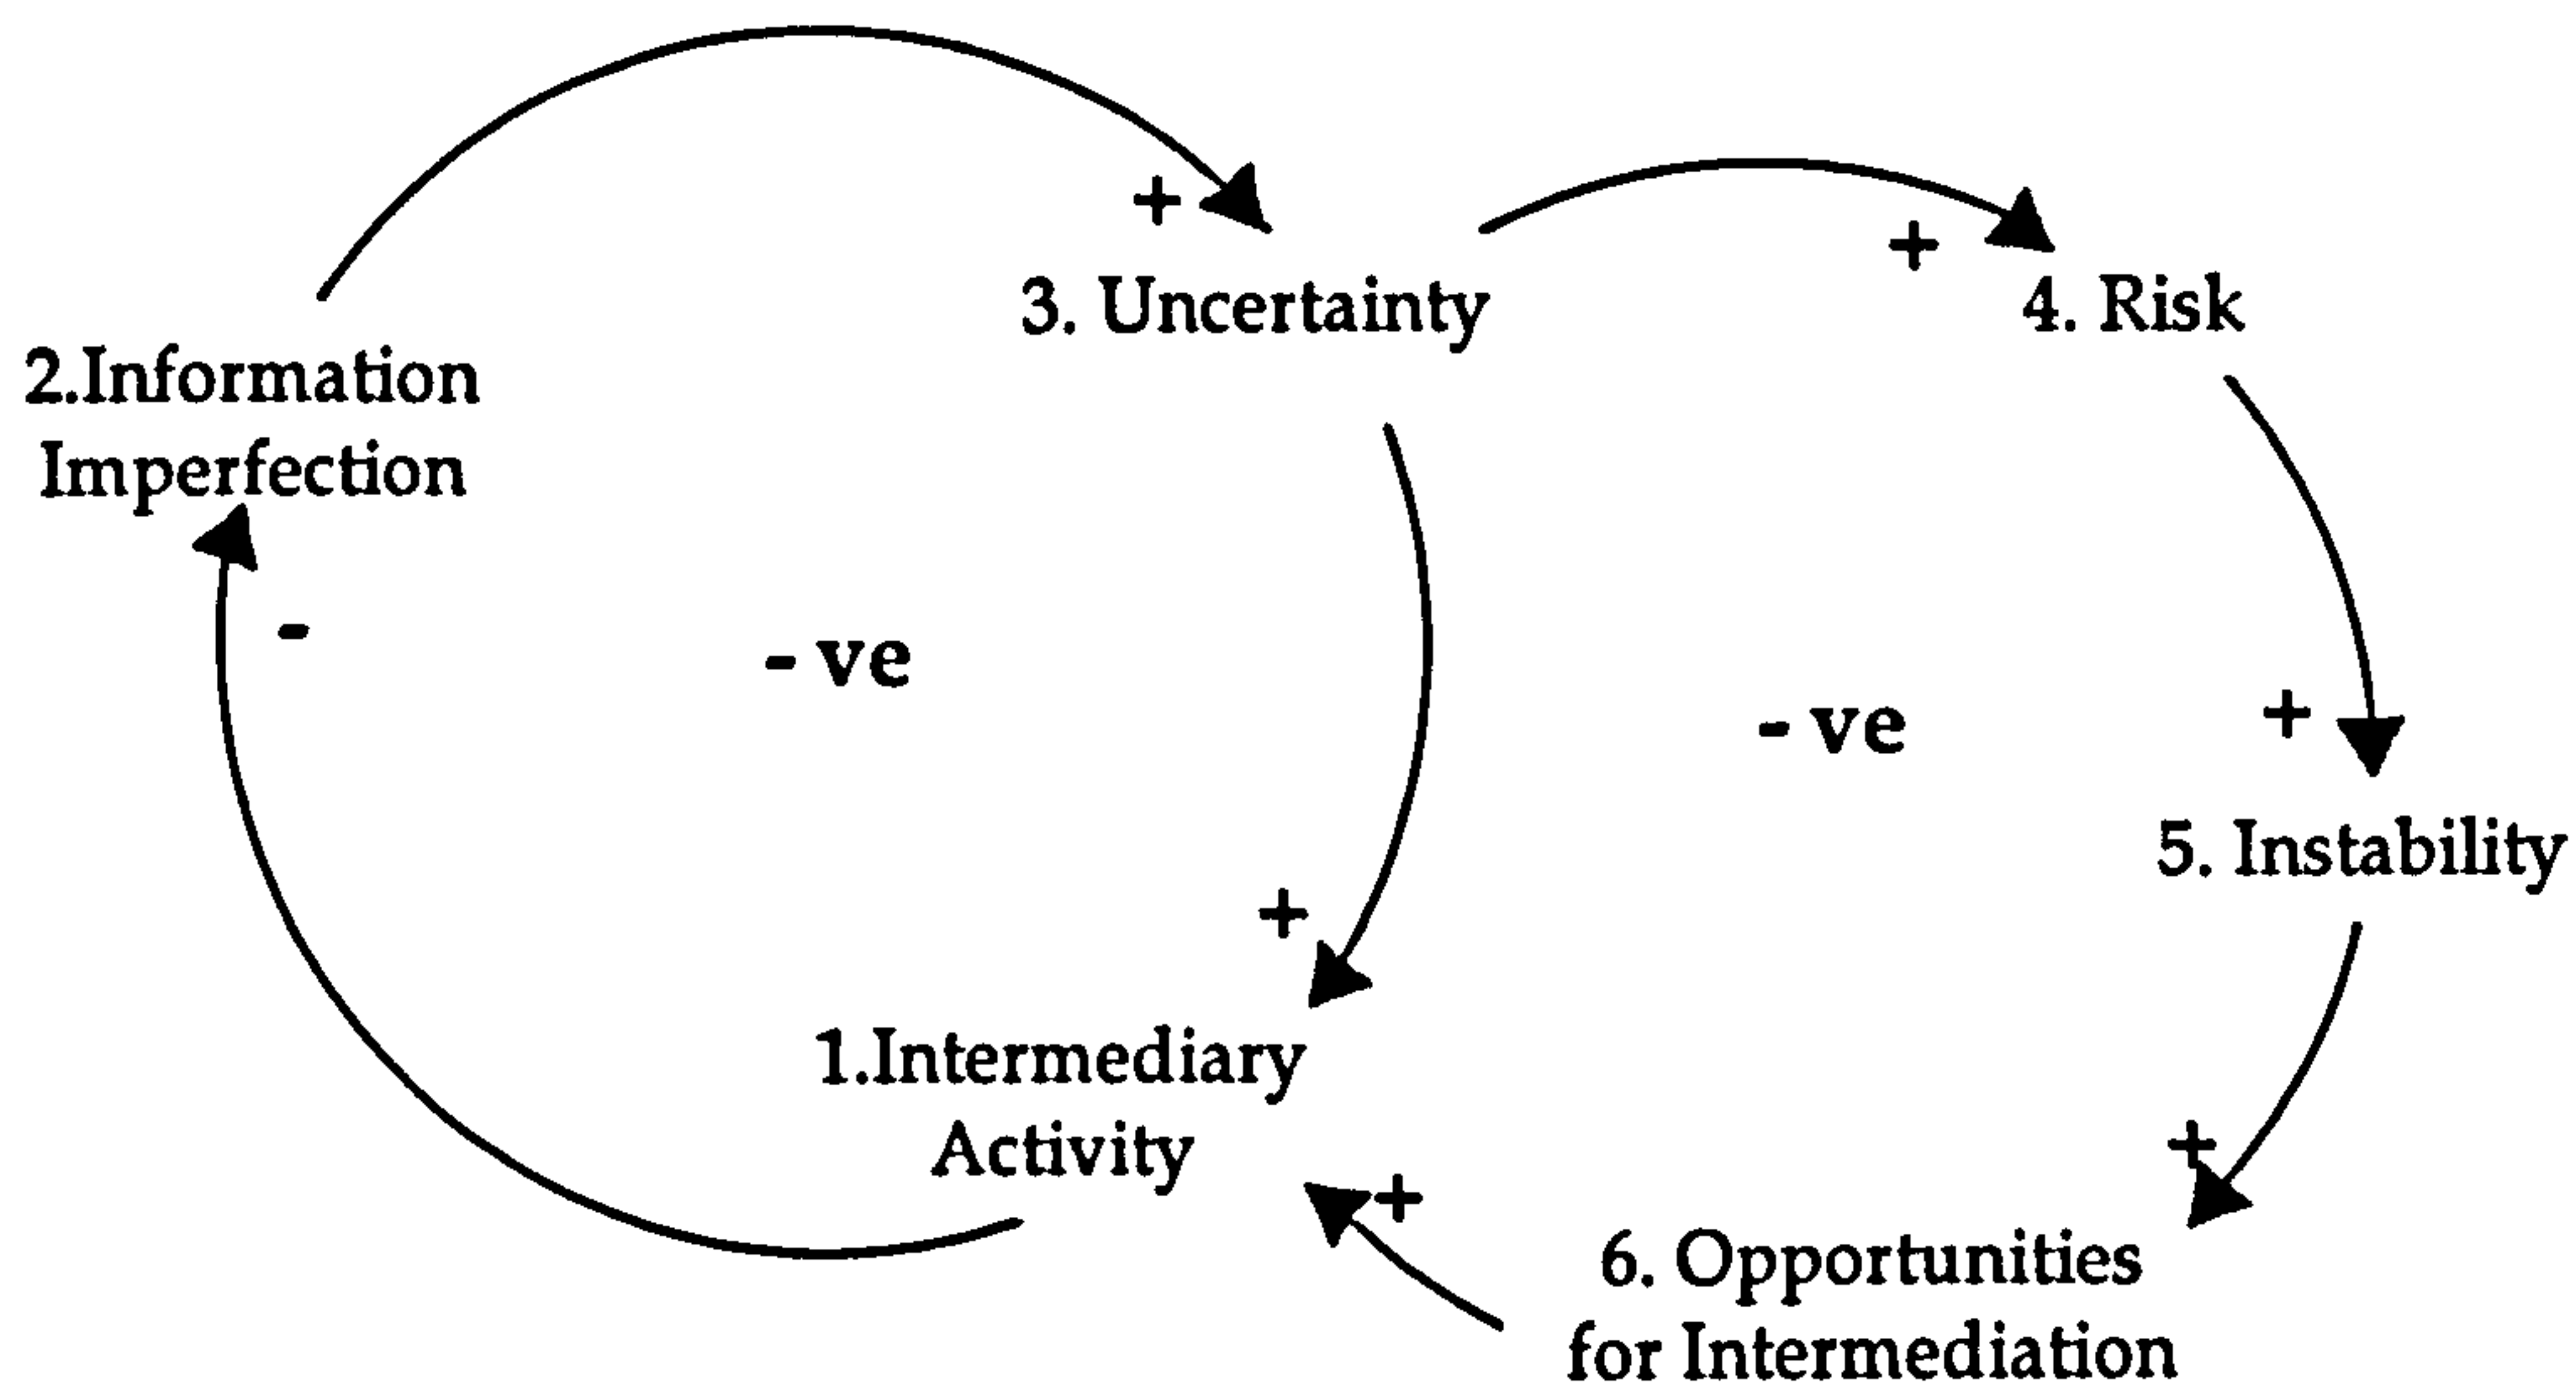 +
3. Uncertainty
+
4. Risk
2.Information
Imperfection
-
- ve
- ve
+
5. Instability
+
1.Intermediary
Activity
+
+
6. Opportunities
for Intermediation